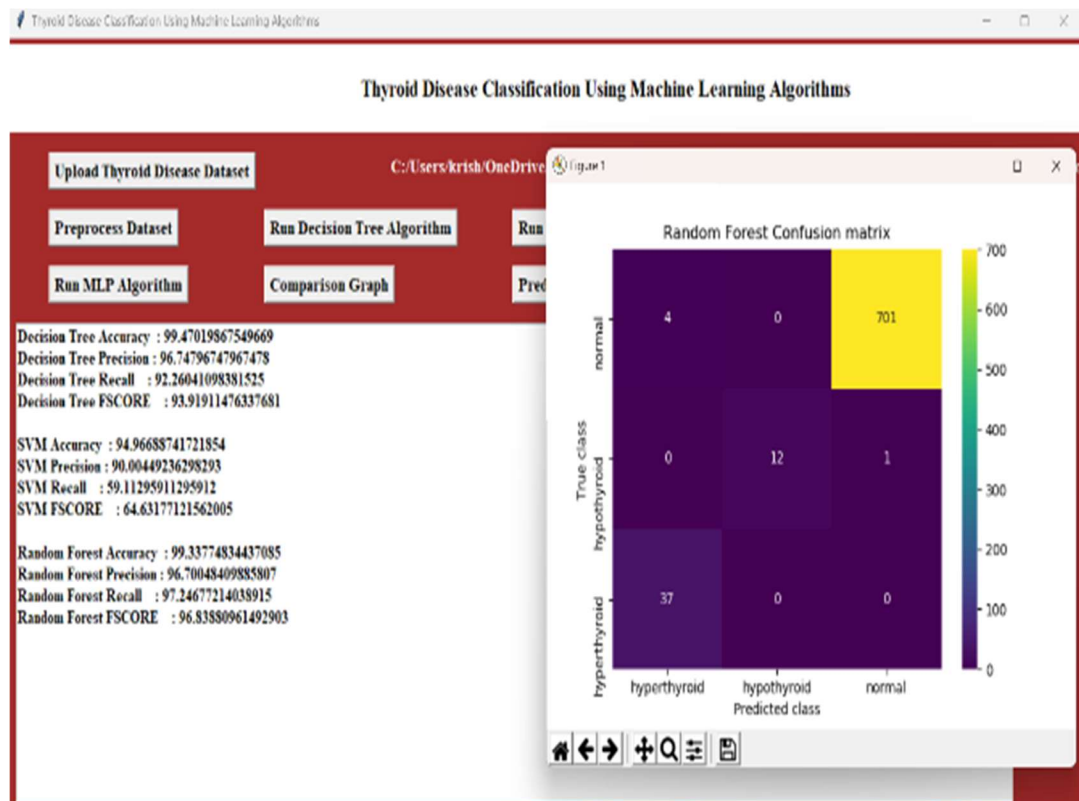 Thyroid Disease Classification Using Machine Learning Algorithms
Thyroid Disease Classification Using Machine Learning Algorithms
Upload Thyroid Disease Dataset
C:/Users/krish/OneDrive
Preprocess Dataset
Run Decision Tree Algorithm
Run
Run MLP Algorithm
Comparison Graph
Pred
Decision Tree Accuracy : 99.47019867549669
Decision Tree Precision : 96.74796747967478
Decision Tree Recall : 92.26041098381525
Decision Tree FSCORE : 93.91911476337681
SVM Accuracy : 94.96688741721854
SVM Precision : 90.00449236298293
SVM Recall : 59.11295911295912
SVM FSCORE : 64.63177121562005
Random Forest Accuracy : 99.33774834437085
Random Forest Precision : 96.70048409885807
Random Forest Recall : 97.24677214038915
Random Forest FSCORE : 96.83880961492903
Figure 1
Random Forest Confusion matrix
True class
normal
4 0 701
hypothyroid
0 12 1
hyperthyroid
37 0 0
hyperthyroid hypothyroid normal
Predicted class
700
600
500
400
300
200
100
0